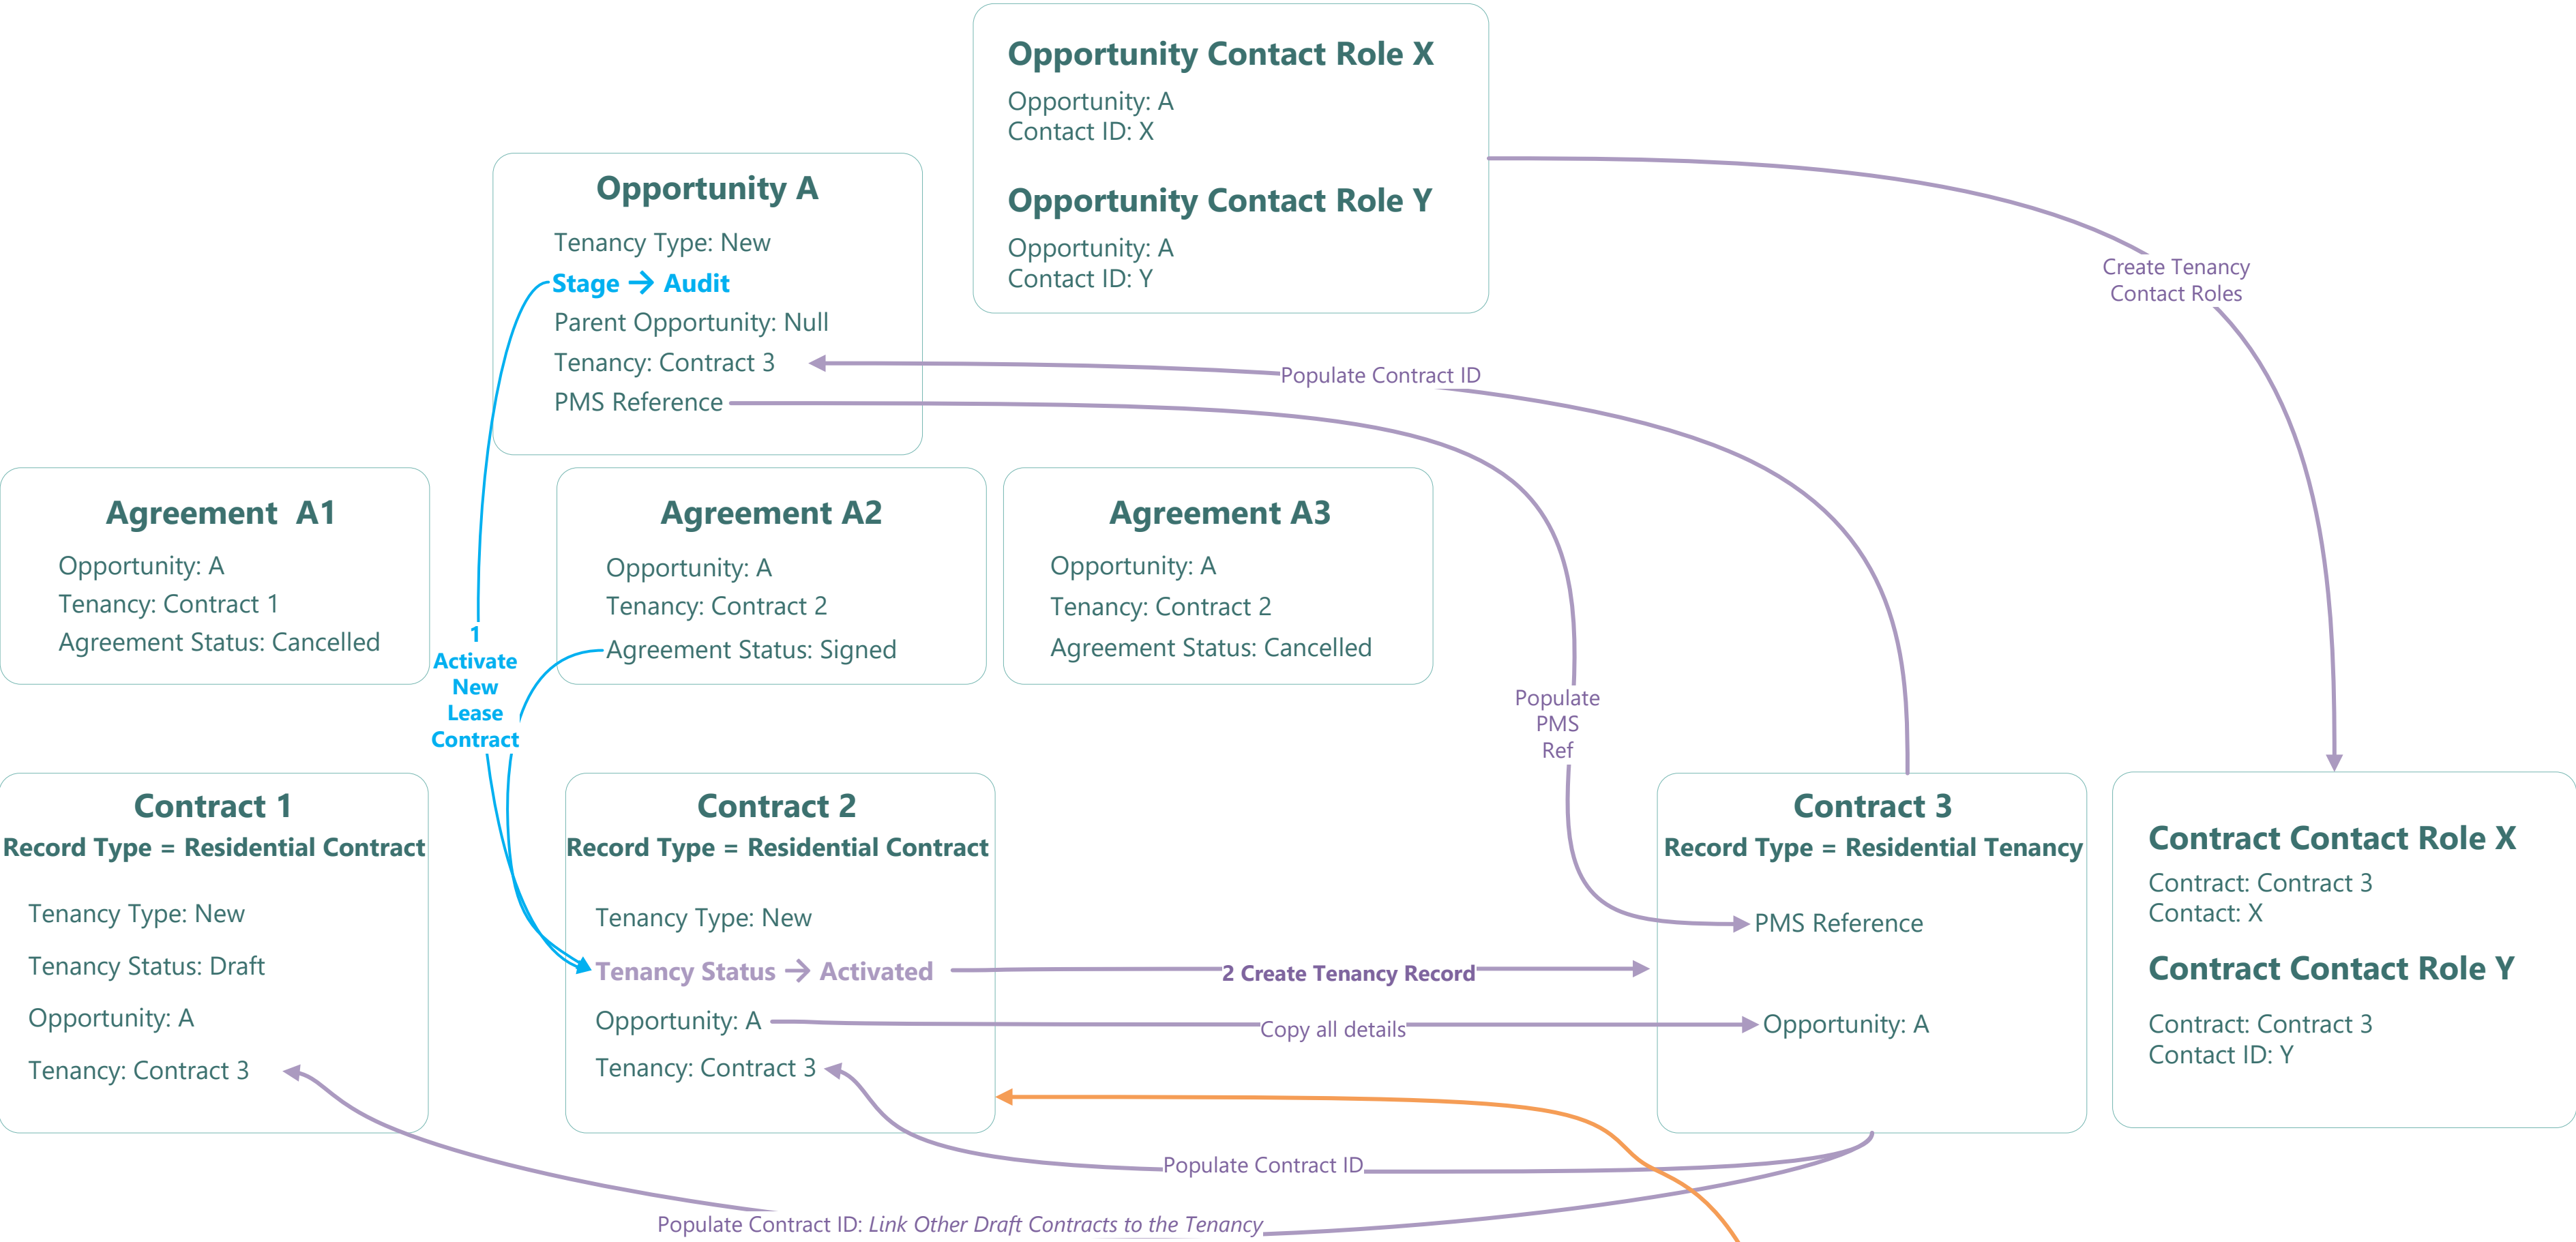 Opportunity Contact Role X
Opportunity: A
Contact ID: X
Opportunity Contact Role Y
Opportunity: A
Contact ID: Y
Opportunity A
Tenancy Type: New
Stage → Audit
Parent Opportunity: Null
Tenancy: Contract 3
PMS Reference
Create Tenancy
Contact Roles
Populate Contract ID
Agreement  A1
Opportunity: A
Tenancy: Contract 1
Agreement Status: Cancelled
Agreement A2
Opportunity: A
Tenancy: Contract 2
Agreement Status: Signed
Agreement A3
Opportunity: A
Tenancy: Contract 2
Agreement Status: Cancelled
1
Activate
New
Lease
Contract
Populate
PMS
Ref
Contract 1
Record Type = Residential Contract
Tenancy Type: New
Tenancy Status: Draft
Opportunity: A
Tenancy: Contract 3
Contract 2
Record Type = Residential Contract
Tenancy Type: New
Tenancy Status → Activated
Opportunity: A
Tenancy: Contract 3
2 Create Tenancy Record
Copy all details
Contract 3
Record Type = Residential Tenancy
PMS Reference
Opportunity: A
Contract Contact Role X
Contract: Contract 3
Contact: X
Contract Contact Role Y
Contract: Contract 3
Contact ID: Y
Populate Contract ID
Populate Contract ID: Link Other Draft Contracts to the Tenancy